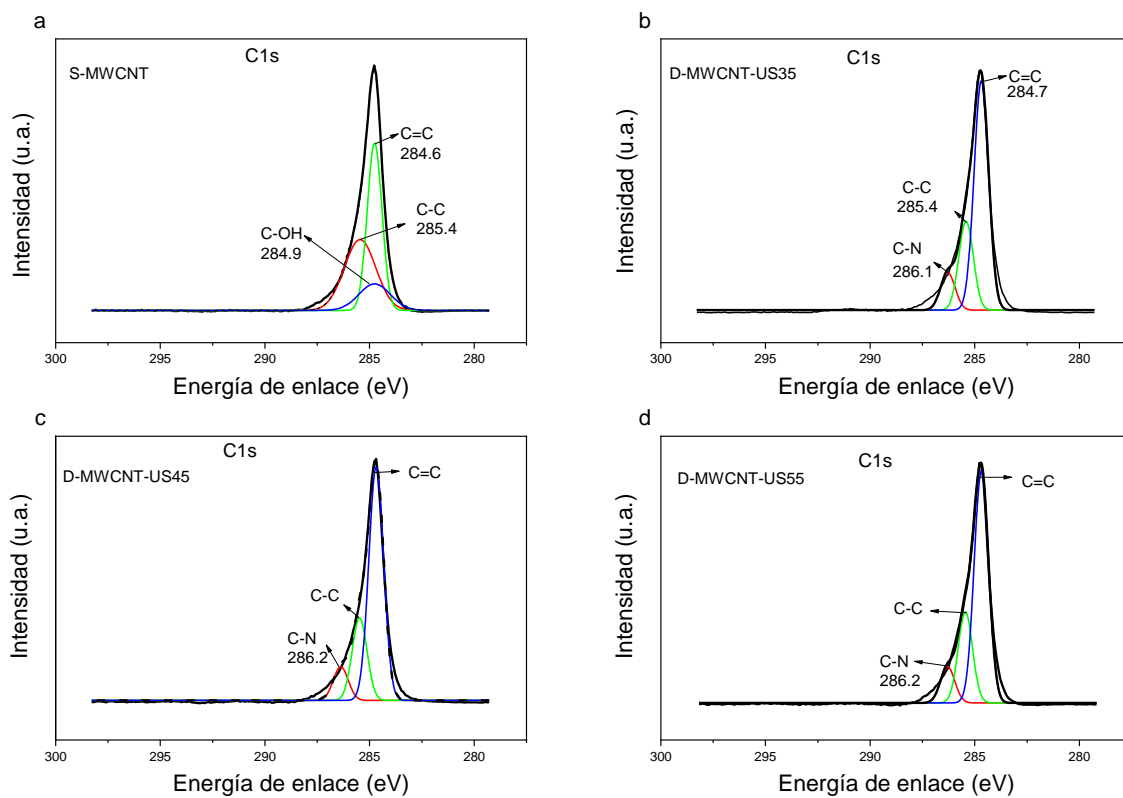 a
C1s
S-MWCNT
C=C
284.6
C-C
285.4
C-OH
284.9
Intensidad (u.a.)
300 295 290 285 280
Energía de enlace (eV)
b
C1s
D-MWCNT-US35
C=C
284.7
C-C
285.4
C-N
286.1
Intensidad (u.a.)
300 295 290 285 280
Energía de enlace (eV)
c
C1s
D-MWCNT-US45
C=C
C-C
C-N
286.2
Intensidad (u.a.)
300 295 290 285 280
Energía de enlace (eV)
d
C1s
D-MWCNT-US55
C=C
C-C
C-N
286.2
Intensidad (u.a.)
300 295 290 285 280
Energía de enlace (eV)